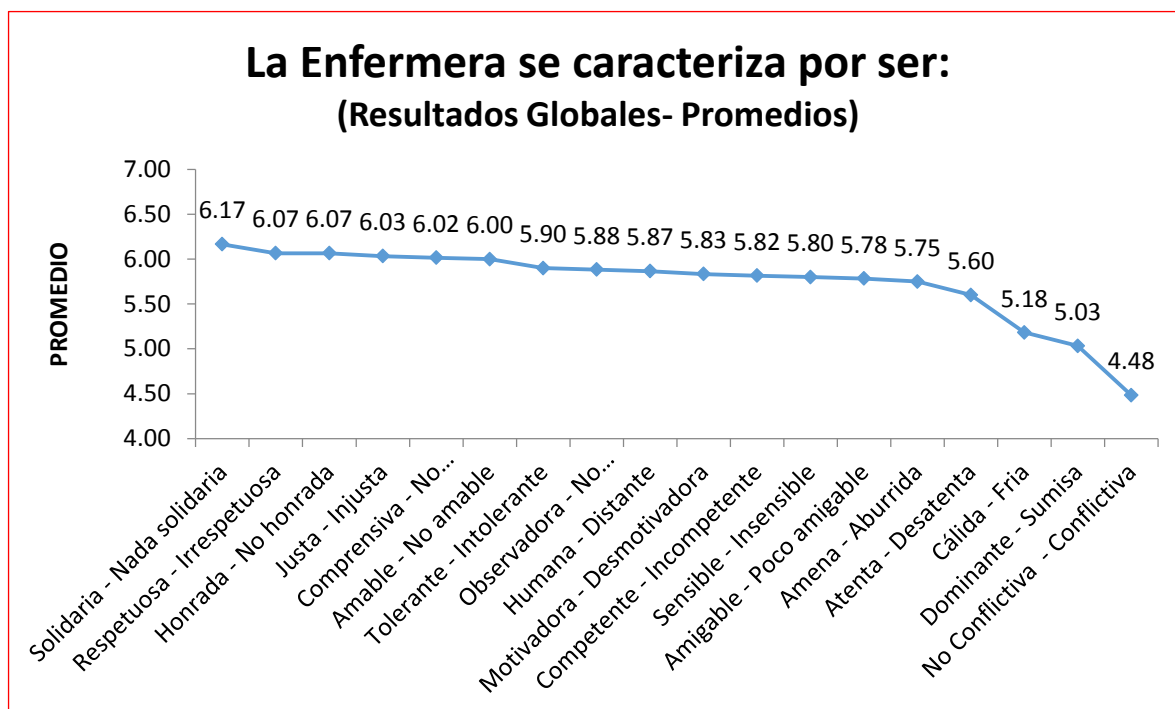 La Enfermera se caracteriza por ser:
(Resultados Globales- Promedios)
PROMEDIO
7.00
6.50
6.00
5.50
5.00
4.50
4.00
6.17
6.07
6.07
6.03
6.02
6.00
5.90
5.88
5.87
5.83
5.82
5.80
5.78
5.75
5.60
5.18
5.03
4.48
Solidaria - Nada solidaria
Respetuosa - Irrespetuosa
Honrada - No honrada
Justa - Injusta
Comprensiva - No...
Amable - No amable
Tolerante - Intolerante
Observadora - No...
Humana - Distante
Motivadora - Desmotivadora
Competente - Incompetente
Sensible - Insensible
Amigable - Poco amigable
Amena - Aburrida
Atenta - Desatenta
Cálida - Fria
Dominante - Sumisa
No Conflictiva - Conflictiva